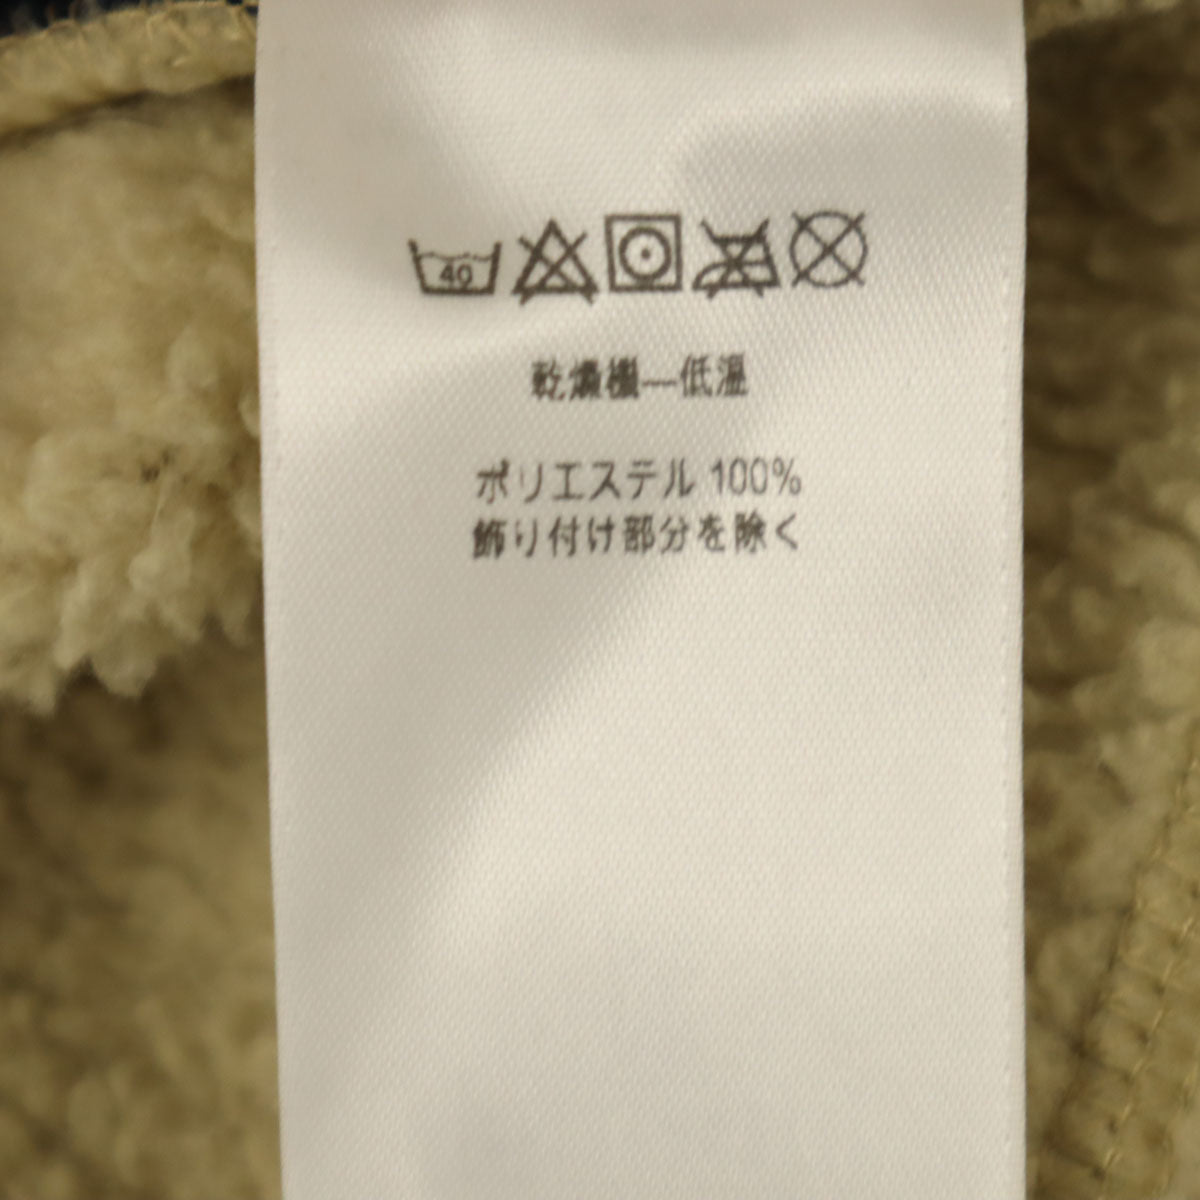 40
乾燥機—低温
ポリエステル 100%
飾り付け部分を除く